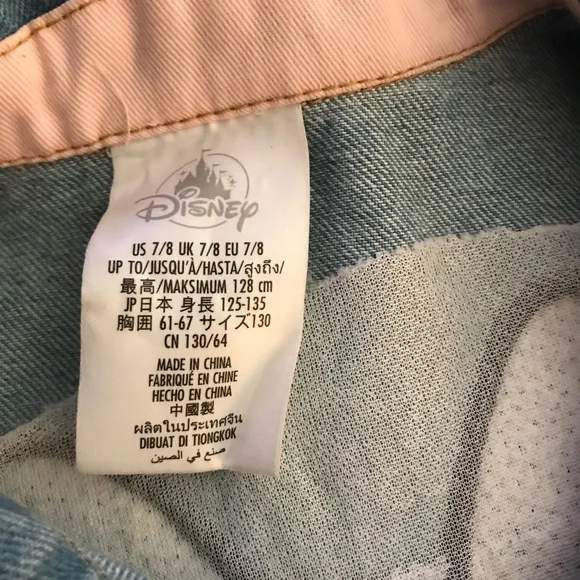 Disney
US 7/8 UK 7/8 EU 7/8
UP TO/JUSQU'À/HASTA/สูงถึง/
最高/MAKSIMUM 128 cm
JP日本 身長 125-135
胸囲 61-67 サイズ130
CN 130/64
MADE IN CHINA
FABRIQUÉ EN CHINE
HECHO EN CHINA
中國製
ผลิตในประเทศจีน
DIBUAT DI TIONGKOK
صنع في الصين